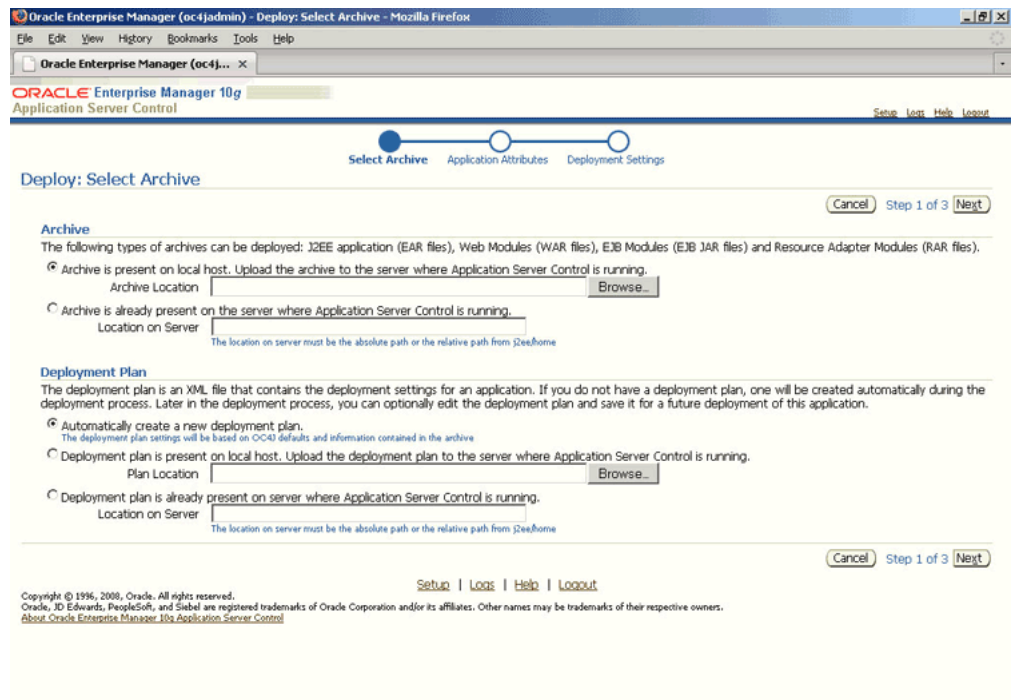 Oracle Enterprise Manager (oc4jadmin) - Deploy: Select Archive - Mozilla Firefox
File Edit View History Bookmarks Tools Help
Oracle Enterprise Manager (oc4j... ×
ORACLE Enterprise Manager 10g
Application Server Control
Setup Logs Help Logout
Select Archive Application Attributes Deployment Settings
Deploy: Select Archive
Cancel Step 1 of 3 Next
Archive
The following types of archives can be deployed: J2EE application (EAR files), Web Modules (WAR files), EJB Modules (EJB JAR files) and Resource Adapter Modules (RAR files).
Archive is present on local host. Upload the archive to the server where Application Server Control is running.
Archive Location Browse...
Archive is already present on the server where Application Server Control is running.
Location on Server
The location on server must be the absolute path or the relative path from j2ee/home
Deployment Plan
The deployment plan is an XML file that contains the deployment settings for an application. If you do not have a deployment plan, one will be created automatically during the
deployment process. Later in the deployment process, you can optionally edit the deployment plan and save it for a future deployment of this application.
Automatically create a new deployment plan.
The deployment plan settings will be based on OC4J defaults and information contained in the archive
Deployment plan is present on local host. Upload the deployment plan to the server where Application Server Control is running.
Plan Location Browse...
Deployment plan is already present on server where Application Server Control is running.
Location on Server
The location on server must be the absolute path or the relative path from j2ee/home
Cancel Step 1 of 3 Next
Setup | Logs | Help | Logout
Copyright © 1996, 2008, Oracle. All rights reserved.
Oracle, JD Edwards, PeopleSoft, and Siebel are registered trademarks of Oracle Corporation and/or its affiliates. Other names may be trademarks of their respective owners.
About Oracle Enterprise Manager 10g Application Server Control